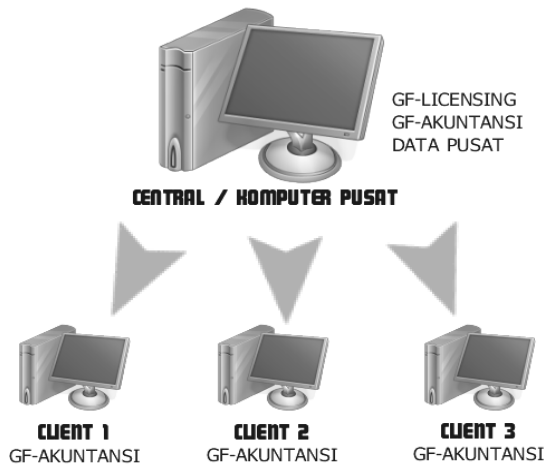 GF-LICENSING
GF-AKUNTANSI
DATA PUSAT
CENTRAL / KOMPUTER PUSAT
CLIENT 1
GF-AKUNTANSI
CLIENT 2
GF-AKUNTANSI
CLIENT 3
GF-AKUNTANSI